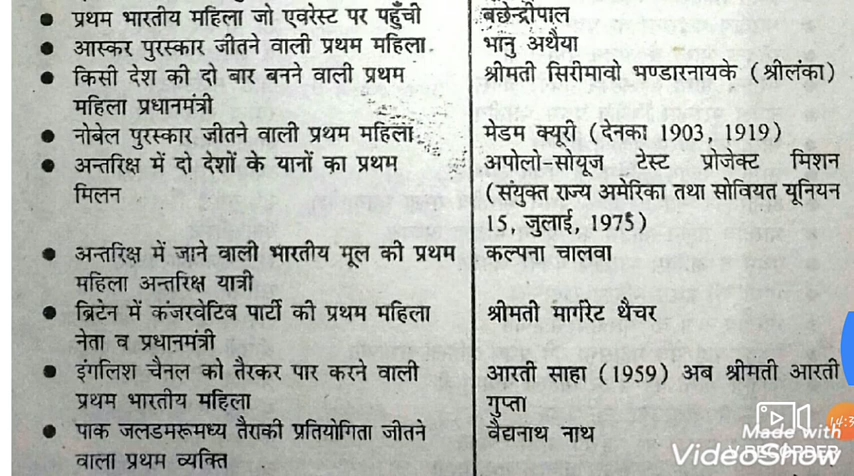 • प्रथम भारतीय महिला जो एवरेस्ट पर पहुँची बछेन्द्रीपाल
• आस्कर पुरस्कार जीतने वाली प्रथम महिला. भानु अथैया
• किसी देश की दो बार बनने वाली प्रथम श्रीमती सिरीमावो भण्डारनायके (श्रीलंका)
महिला प्रधानमंत्री
• नोबेल पुरस्कार जीतने वाली प्रथम महिला मेडम क्यूरी (देनका 1903, 1919)
• अन्तरिक्ष में दो देशों के यानों का प्रथम अपोलो-सोयूज टेस्ट प्रोजेक्ट मिशन
मिलन (संयुक्त राज्य अमेरिका तथा सोवियत यूनियन
15, जुलाई, 1975)
• अन्तरिक्ष में जाने वाली भारतीय मूल की प्रथम कल्पना चालवा
महिला अन्तरिक्ष यात्री
• ब्रिटेन में कंजरवेटिव पार्टी की प्रथम महिला श्रीमती मार्गरेट थैचर
नेता व प्रधानमंत्री
• इंगलिश चैनल को तैरकर पार करने वाली आरती साहा (1959) अब श्रीमती आरती
प्रथम भारतीय महिला गुप्ता
• पाक जलडमरूमध्य तैराकी प्रतियोगिता जीतने वैद्यनाथ नाथ
वाला प्रथम व्यक्ति
Made with
VideoShow